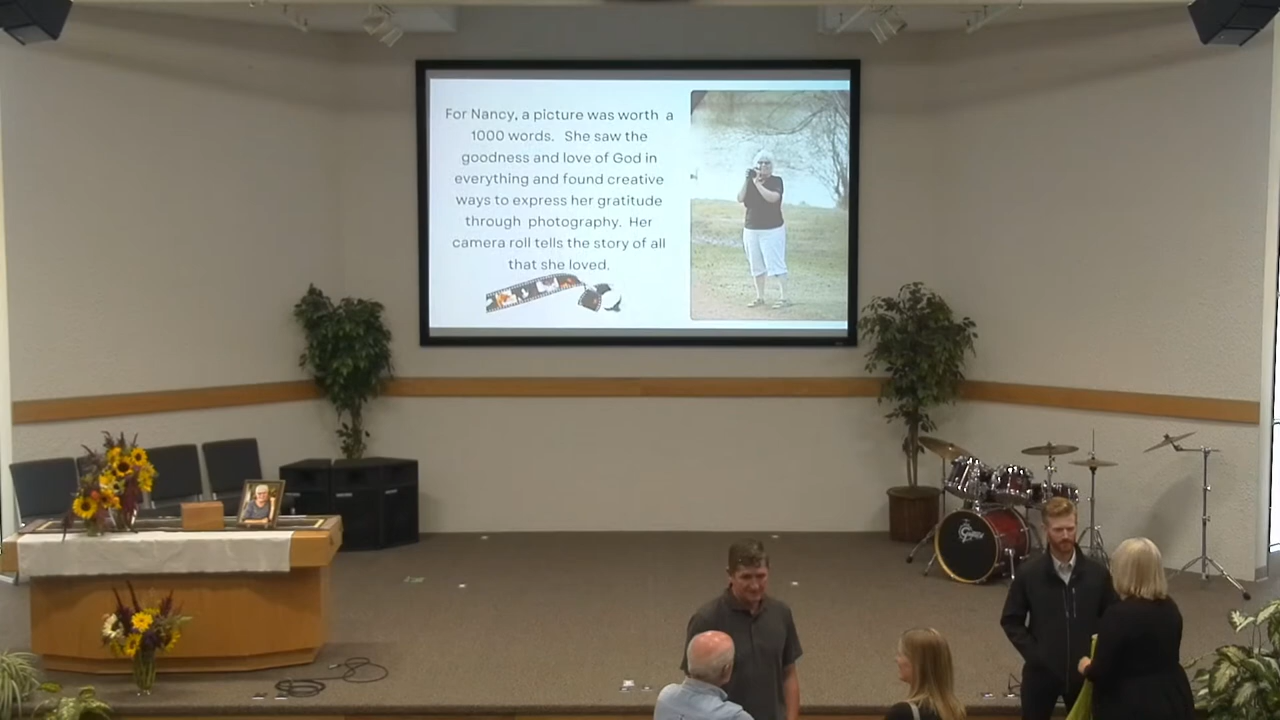 For Nancy, a picture was worth a
1000 words. She saw the
goodness and love of God in
everything and found creative
ways to express her gratitude
through photography. Her
camera roll tells the story of all
that she loved.